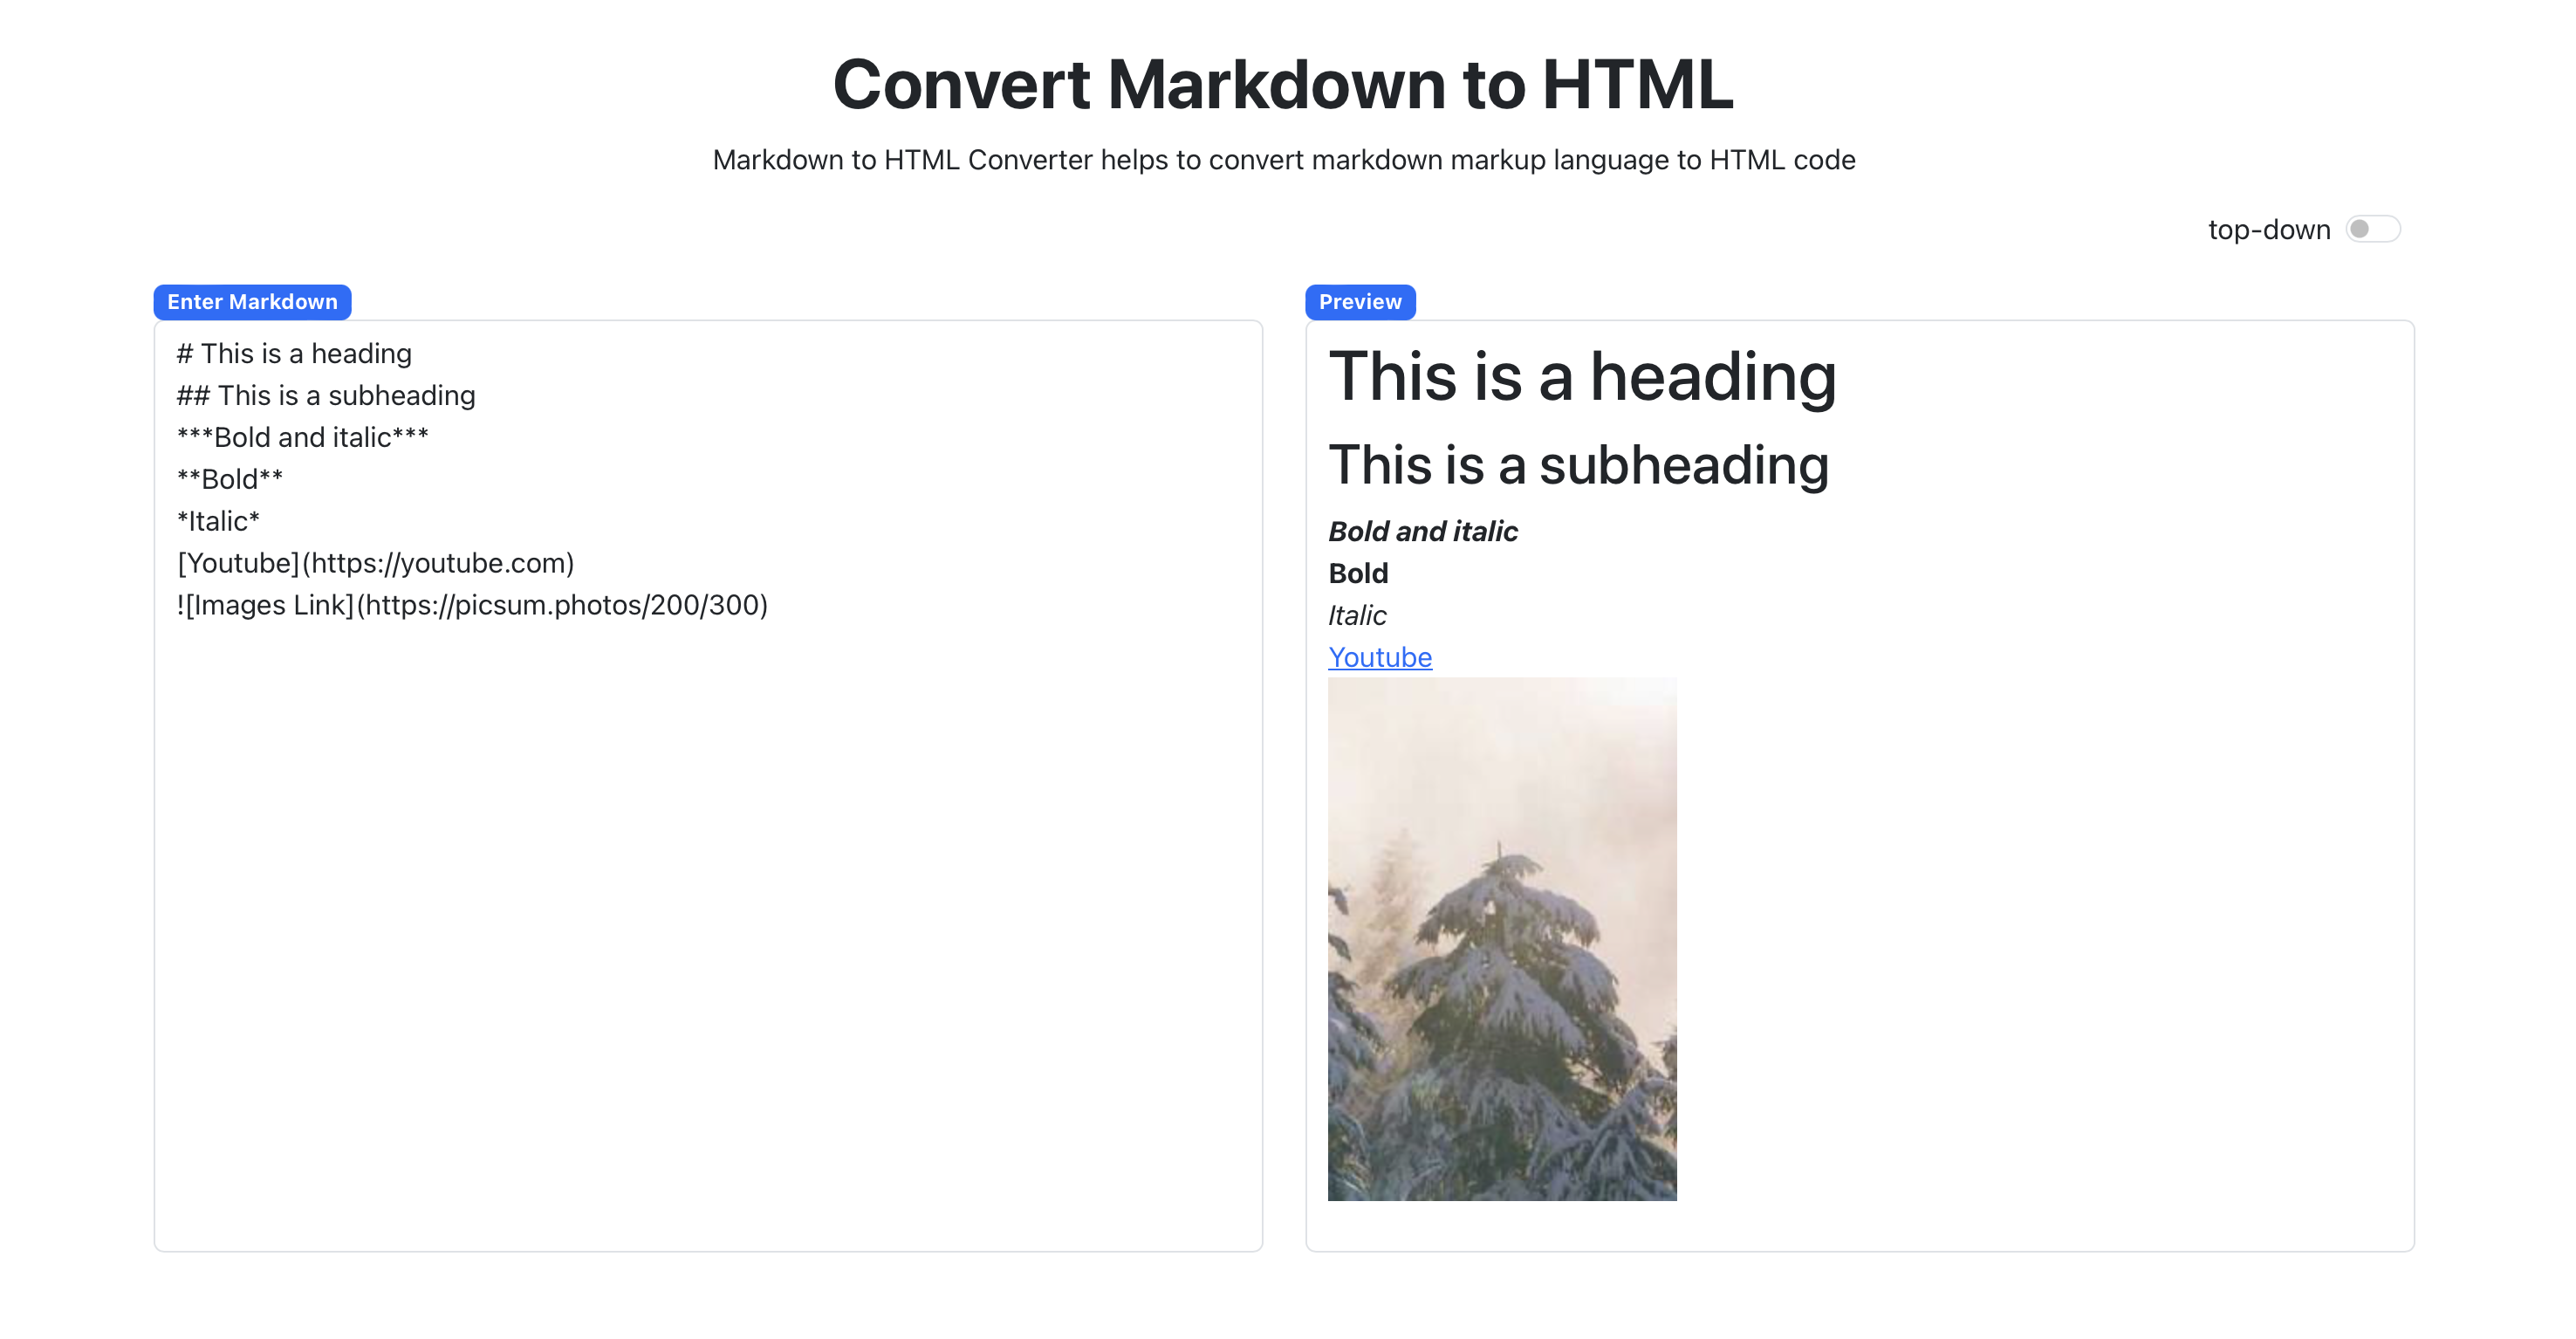 Convert Markdown to HTML
Markdown to HTML Converter helps to convert markdown markup language to HTML code
top-down
Enter Markdown
# This is a heading
## This is a subheading
***Bold and italic***
**Bold**
*Italic*
[Youtube](https://youtube.com)
![Images Link](https://picsum.photos/200/300)
Preview
This is a heading
This is a subheading
Bold and italic
Bold
Italic
Youtube